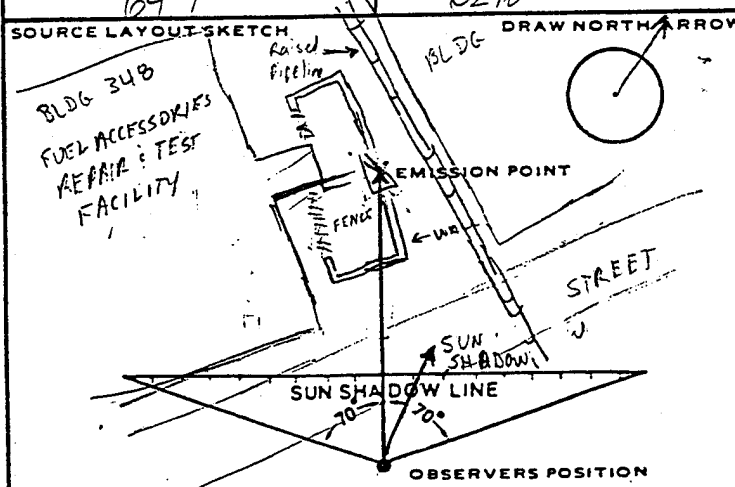 SOURCE LAYOUT SKETCH
DRAW NORTH ARROW
Raised
Pipeline
BLDG
BLDG 348
FUEL ACCESSORIES
REPAIR & TEST
FACILITY
EMISSION POINT
FENCE
STREET
SUN
SHADOW
SUN SHADOW LINE
70° 70°
OBSERVERS POSITION